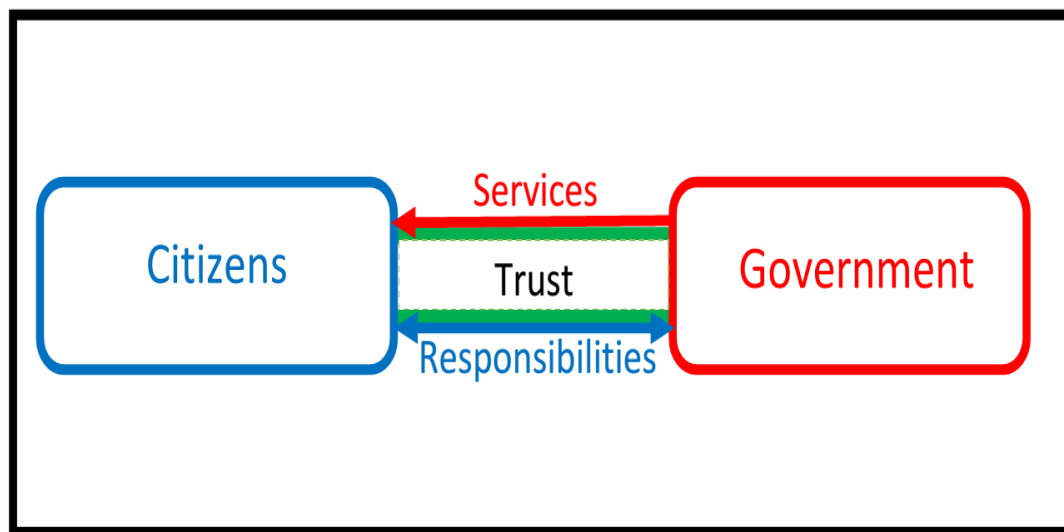 Services
Citizens
Trust
Government
Responsibilities